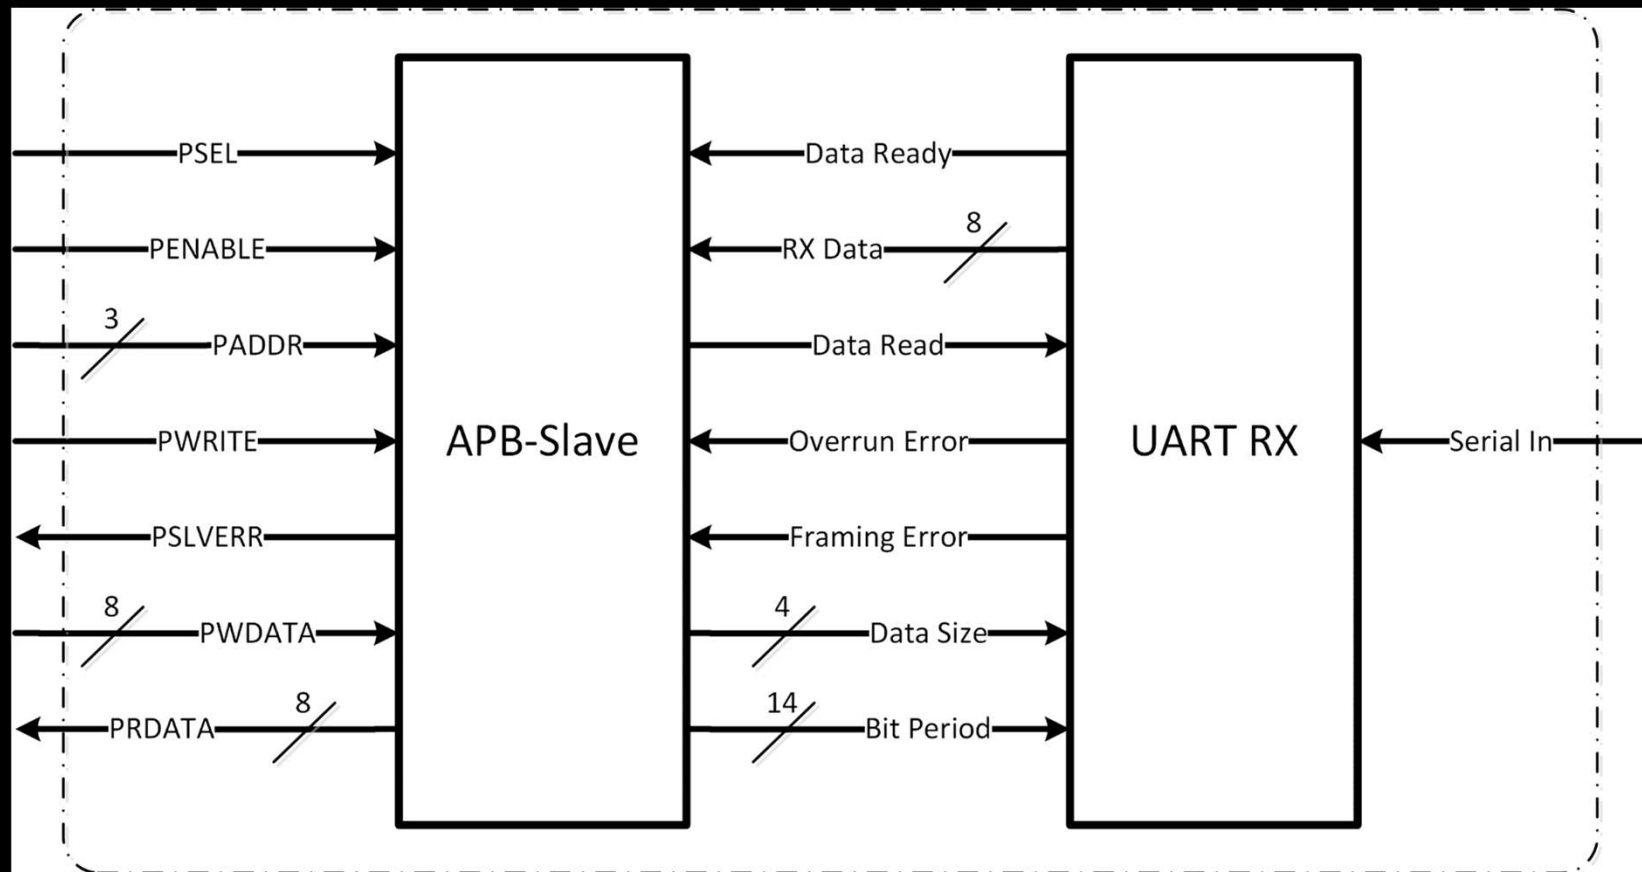 PSEL
Data Ready
PENABLE
RX Data
8
3
PADDR
Data Read
PWRITE
APB-Slave
Overrun Error
UART RX
Serial In
PSLVERR
Framing Error
8
PWDATA
4
Data Size
PRDATA
8
14
Bit Period